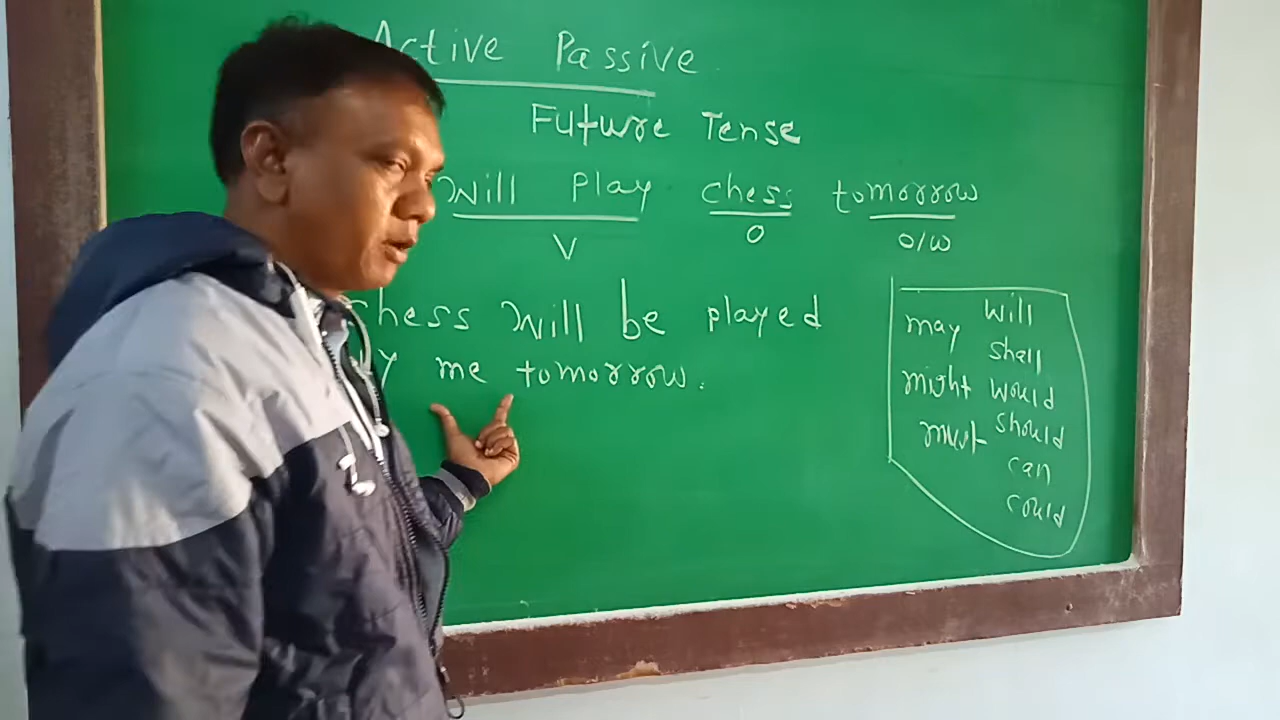 Active Passive
Future Tense
Will Play chess tomorrow
V O O/W
Chess will be played
by me tomorrow.
will
may
shall
might would
must should
can
could